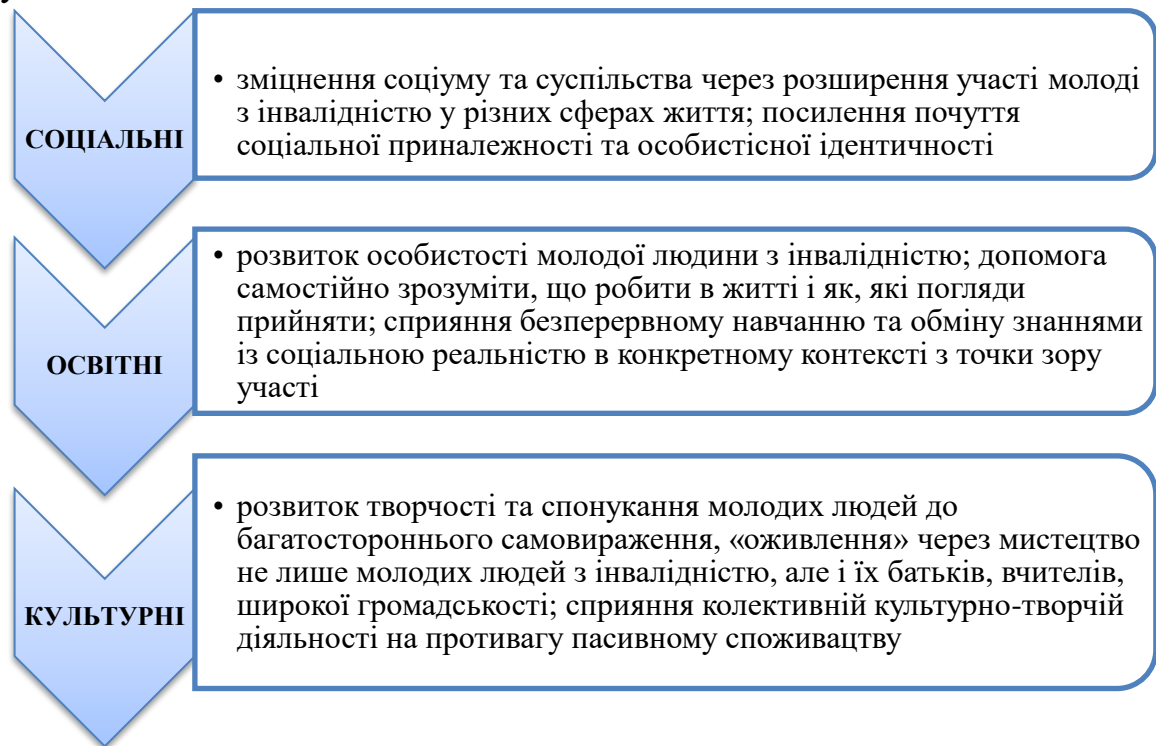 СОЦІАЛЬНІ
• зміцнення соціуму та суспільства через розширення участі молоді
з інвалідністю у різних сферах життя; посилення почуття
соціальної приналежності та особистісної ідентичності
ОСВІТНІ
• розвиток особистості молодої людини з інвалідністю; допомога
самостійно зрозуміти, що робити в житті і як, які погляди
прийняти; сприяння безперервному навчанню та обміну знаннями
із соціальною реальністю в конкретному контексті з точки зору
участі
КУЛЬТУРНІ
• розвиток творчості та спонукання молодих людей до
багатостороннього самовираження, «оживлення» через мистецтво
не лише молодих людей з інвалідністю, але і їх батьків, вчителів,
широкої громадськості; сприяння колективній культурно-творчій
діяльності на противагу пасивному споживацтву